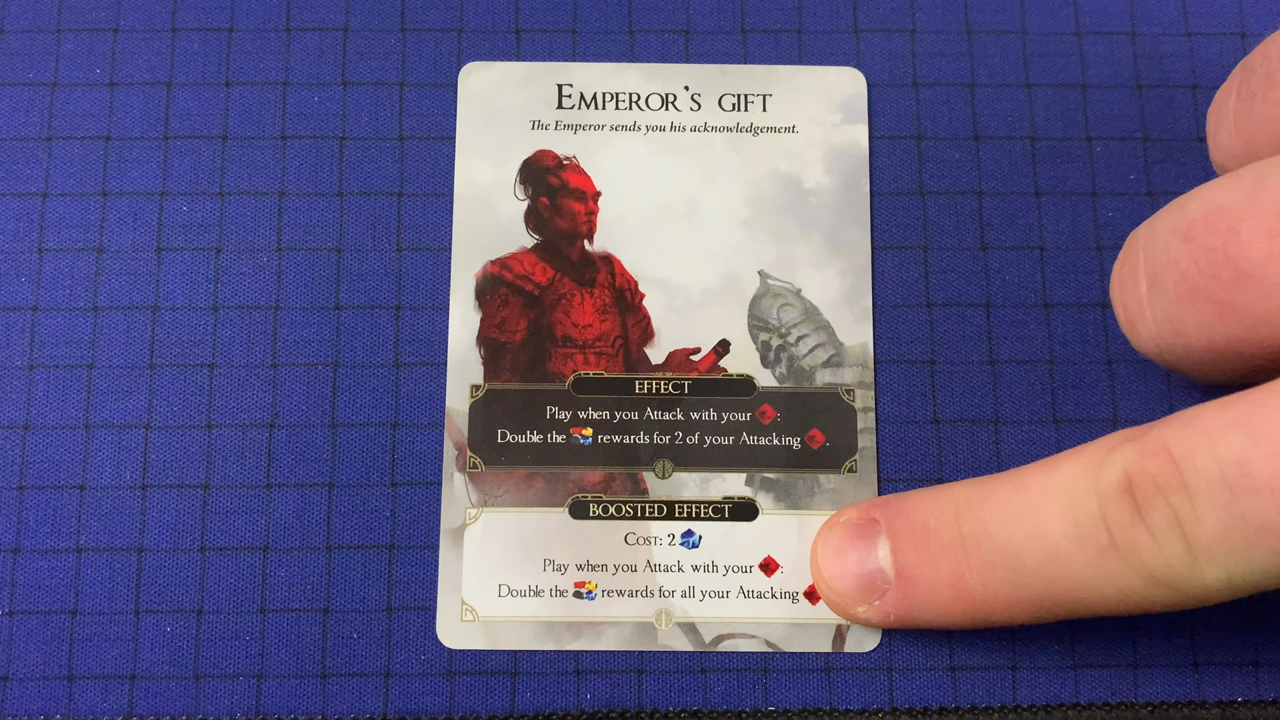 EMPEROR'S GIFT
The Emperor sends you his acknowledgement.
EFFECT
Play when you Attack with your :
Double the rewards for 2 of your Attacking .
BOOSTED EFFECT
COST: 2
Play when you Attack with your :
Double the rewards for all your Attacking